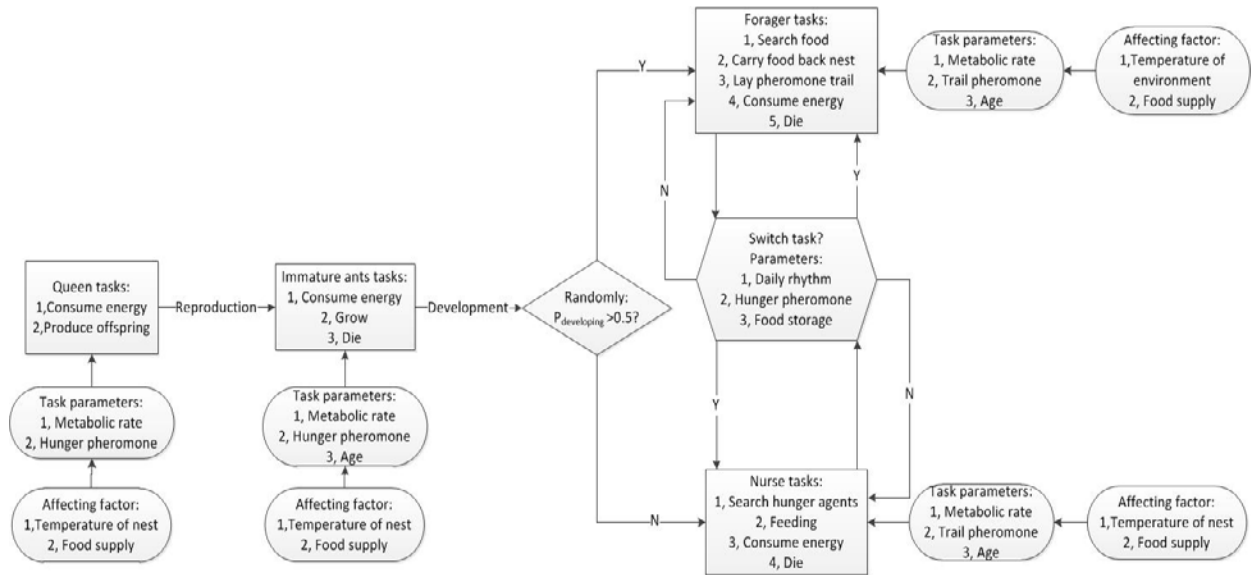 Forager tasks:
1, Search food
2, Carry food back nest
3, Lay pheromone trail
4, Consume energy
5, Die
Task parameters:
1, Metabolic rate
2, Trail pheromone
3, Age
Affecting factor:
1,Temperature of
environment
2, Food supply
Y
N
Y
Switch task?
Parameters:
1, Daily rhythm
2, Hunger pheromone
3, Food storage
Queen tasks:
1,Consume energy
2,Produce offspring
Reproduction
Immature ants tasks:
1, Consume energy
2, Grow
3, Die
Development
Randomly:
Pdeveloping >0.5?
Y
N
Task parameters:
1, Metabolic rate
2, Hunger pheromone
Task parameters:
1, Metabolic rate
2, Hunger pheromone
3, Age
Affecting factor:
1,Temperature of nest
2, Food supply
Affecting factor:
1,Temperature of nest
2, Food supply
N
Nurse tasks:
1, Search hunger agents
2, Feeding
3, Consume energy
4, Die
Task parameters:
1, Metabolic rate
2, Trail pheromone
3, Age
Affecting factor:
1,Temperature of nest
2, Food supply